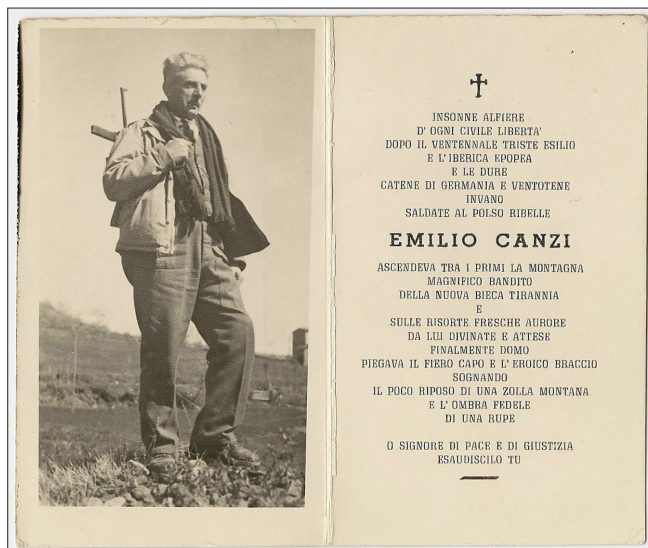 INSONNE ALFIERE
D' OGNI CIVILE LIBERTA'
DOPO IL VENTENNALE TRISTE ESILIO
E L'IBERICA EPOPEA
E LE DURE
CATENE DI GERMANIA E VENTOTENE
INVANO
SALDATE AL POLSO RIBELLE
EMILIO CANZI
ASCENDEVA TRA I PRIMI LA MONTAGNA
MAGNIFICO BANDITO
DELLA NUOVA BIECA TIRANNIA
E
SULLE RISORTE FRESCHE AURORE
DA LUI DIVINATE E ATTESE
FINALMENTE DOMO
PIEGAVA IL FIERO CAPO E L' EROICO BRACCIO
SOGNANDO
IL POCO RIPOSO DI UNA ZOLLA MONTANA
E L' OMBRA FEDELE
DI UNA RUPE
O SIGNORE DI PACE E DI GIUSTIZIA
ESAUDISCILO TU